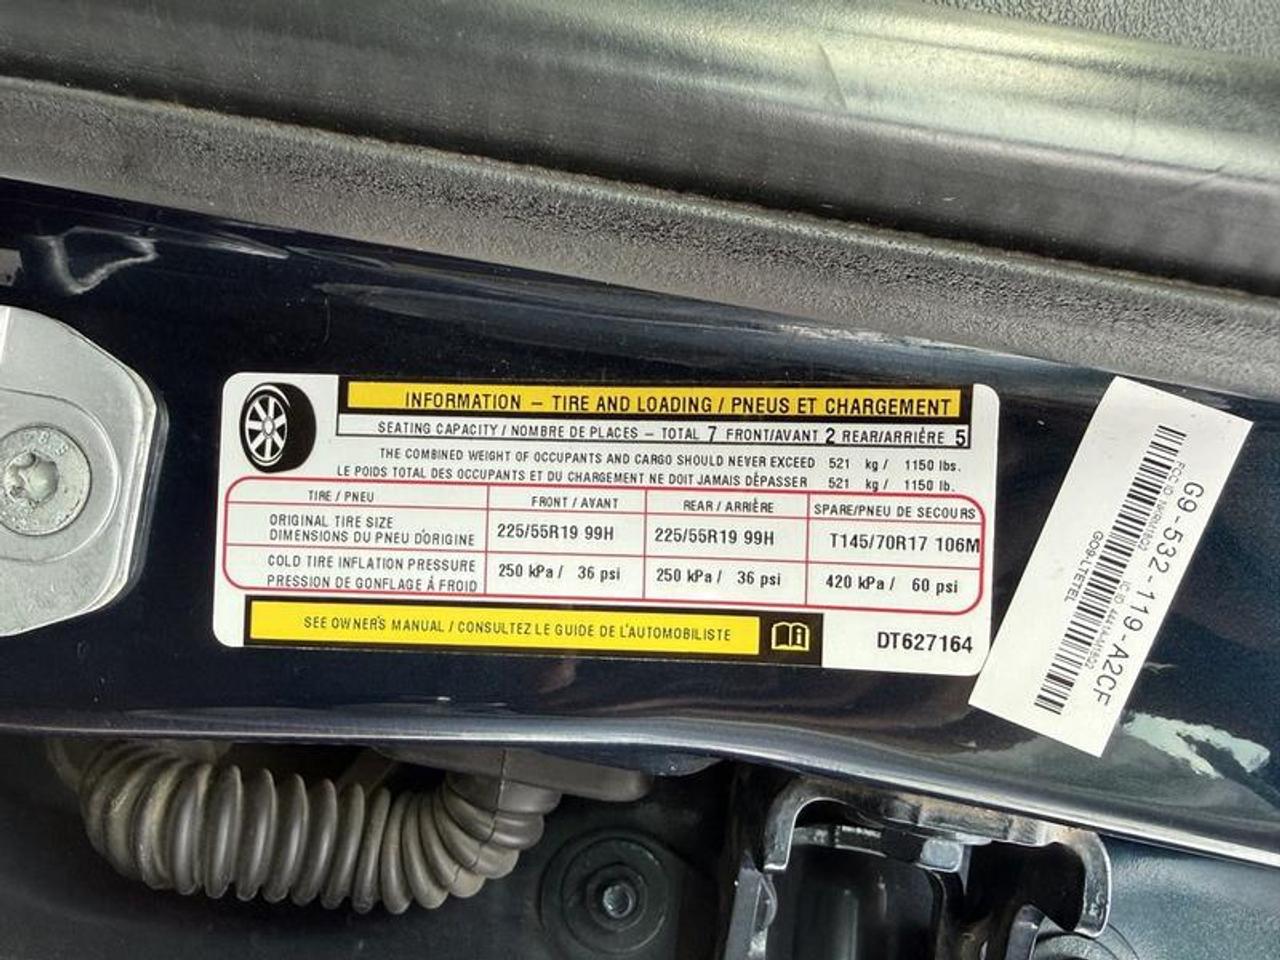 INFORMATION – TIRE AND LOADING / PNEUS ET CHARGEMENT
SEATING CAPACITY / NOMBRE DE PLACES – TOTAL 7 FRONT/AVANT 2 REAR/ARRIÈRE 5
THE COMBINED WEIGHT OF OCCUPANTS AND CARGO SHOULD NEVER EXCEED 521 kg / 1150 lbs.
LE POIDS TOTAL DES OCCUPANTS ET DU CHARGEMENT NE DOIT JAMAIS DÉPASSER 521 kg / 1150 lb.
TIRE / PNEU FRONT / AVANT REAR / ARRIÈRE SPARE/PNEU DE SECOURS
ORIGINAL TIRE SIZE
DIMENSIONS DU PNEU D'ORIGINE 225/55R19 99H 225/55R19 99H T145/70R17 106M
COLD TIRE INFLATION PRESSURE
PRESSION DE GONFLAGE À FROID 250 kPa / 36 psi 250 kPa / 36 psi 420 kPa / 60 psi
SEE OWNER'S MANUAL / CONSULTEZ LE GUIDE DE L'AUTOMOBILISTE
DT627164
G9-532-119-A2CF
FCC ID
IC ID
GO9LTETEL